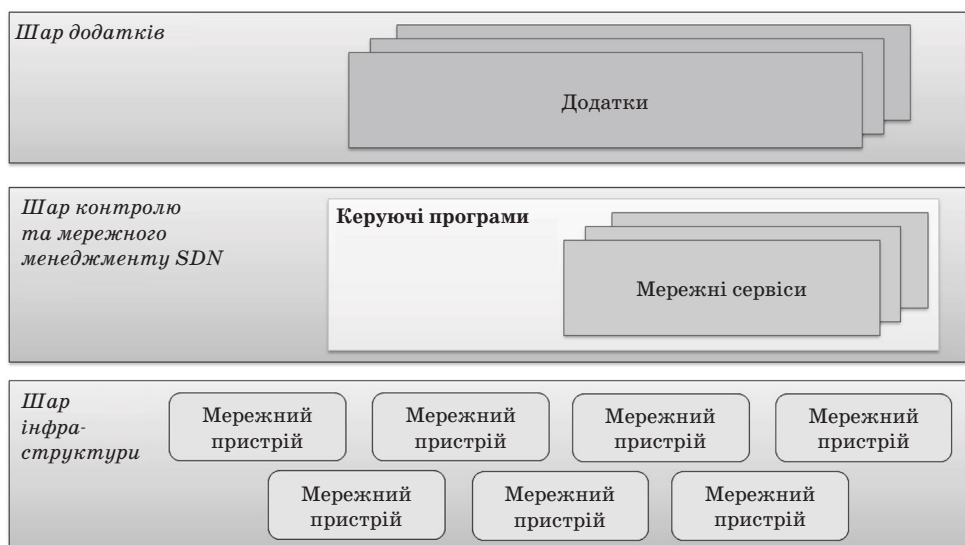 Шар додатків
Додатки
Шар контролю
та мережного
менеджменту SDN
Керуючі програми
Мережні сервіси
Шар
інфра-
структури
Мережний
пристрій
Мережний
пристрій
Мережний
пристрій
Мережний
пристрій
Мережний
пристрій
Мережний
пристрій
Мережний
пристрій